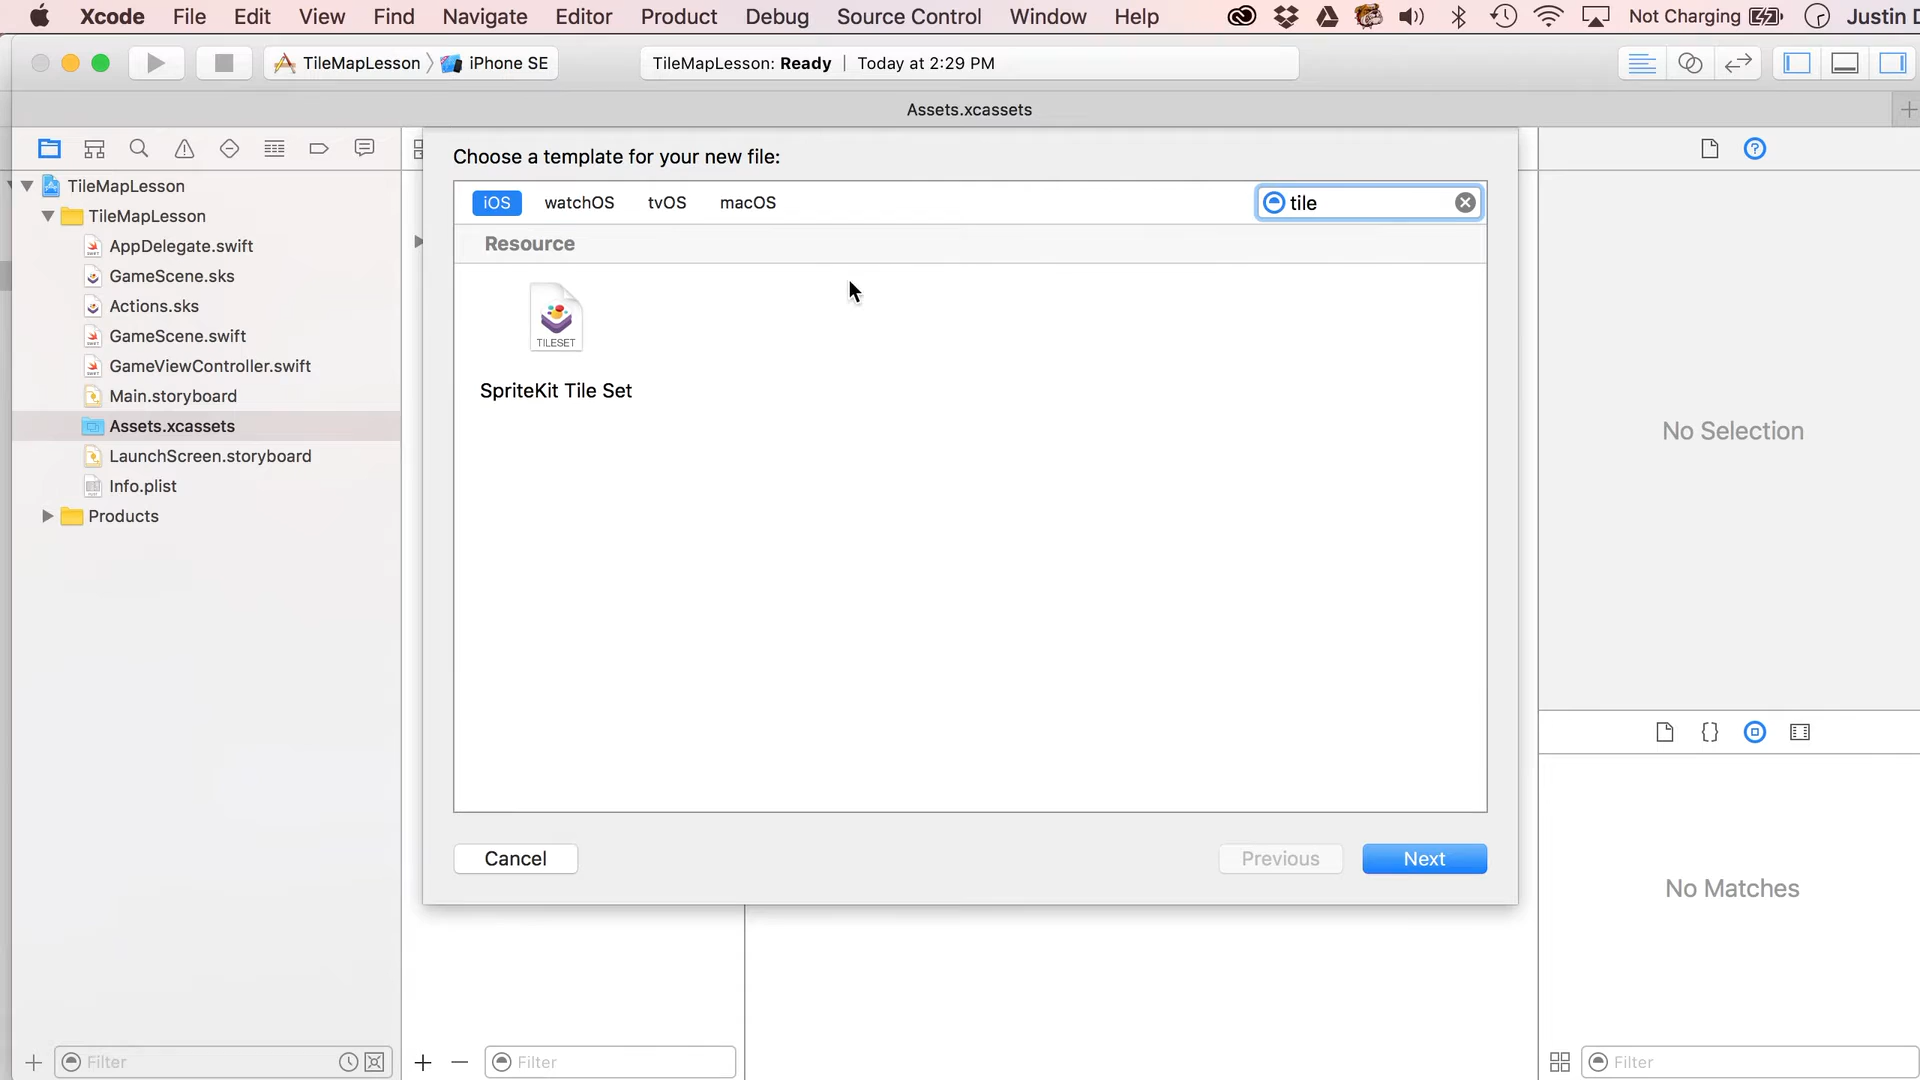 Xcode File Edit View Find Navigate Editor Product Debug Source Control Window Help Not Charging Justin D
TileMapLesson iPhone SE TileMapLesson: Ready Today at 2:29 PM
Assets.xcassets
Choose a template for your new file:
TileMapLesson
iOS watchOS tvOS macOS tile
TileMapLesson
Resource
AppDelegate.swift
GameScene.sks
Actions.sks
GameScene.swift
TILESET
GameViewController.swift
SpriteKit Tile Set
Main.storyboard
Assets.xcassets
No Selection
LaunchScreen.storyboard
Info.plist
Products
Cancel Previous Next
No Matches
Filter Filter Filter